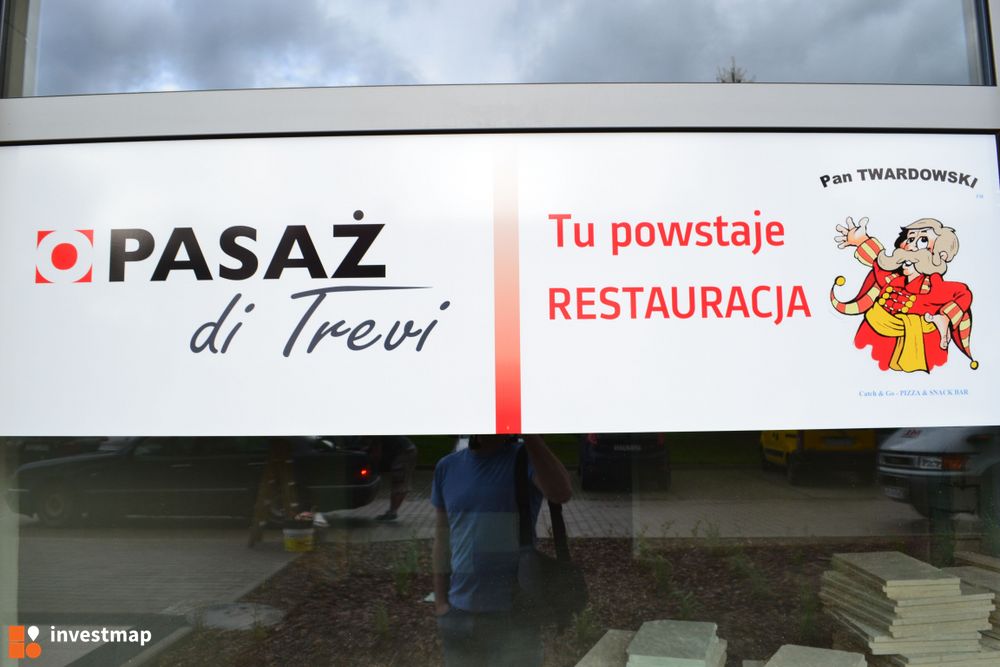 PASAŻ
di Trevi
Tu powstaje
RESTAURACJA
Pan TWARDOWSKI
Catch & Go - PIZZA & SNACK BAR
investmap